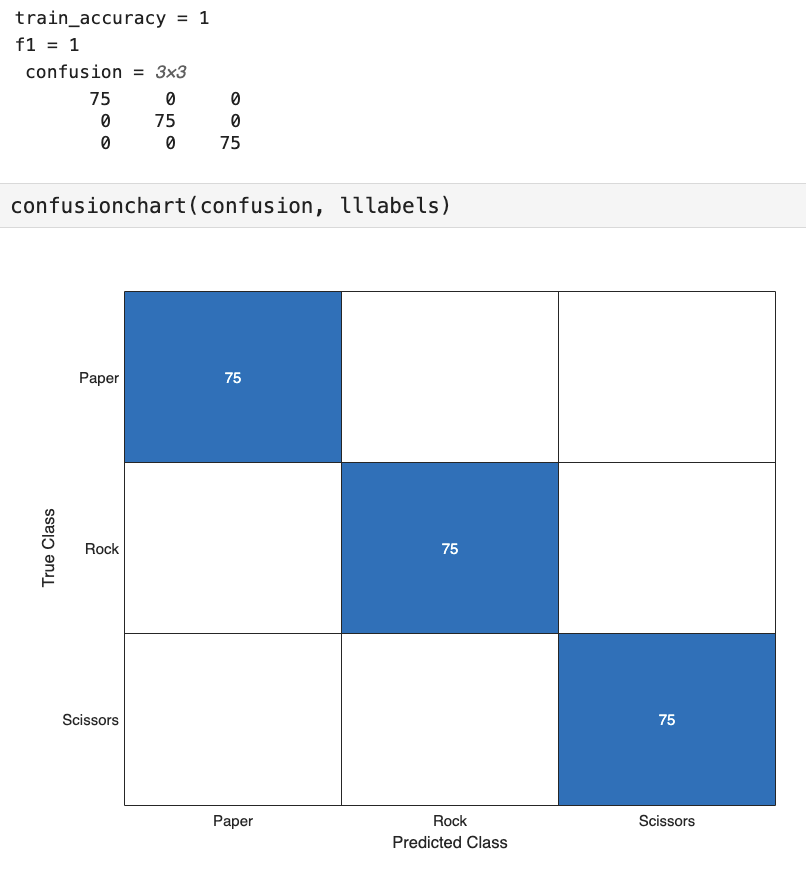 train_accuracy = 1
f1 = 1
confusion = 3×3
75 0 0
0 75 0
0 0 75
confusionchart(confusion, lllabels)
Paper 75
Rock 75
Scissors 75
True Class
Paper Rock Scissors
Predicted Class